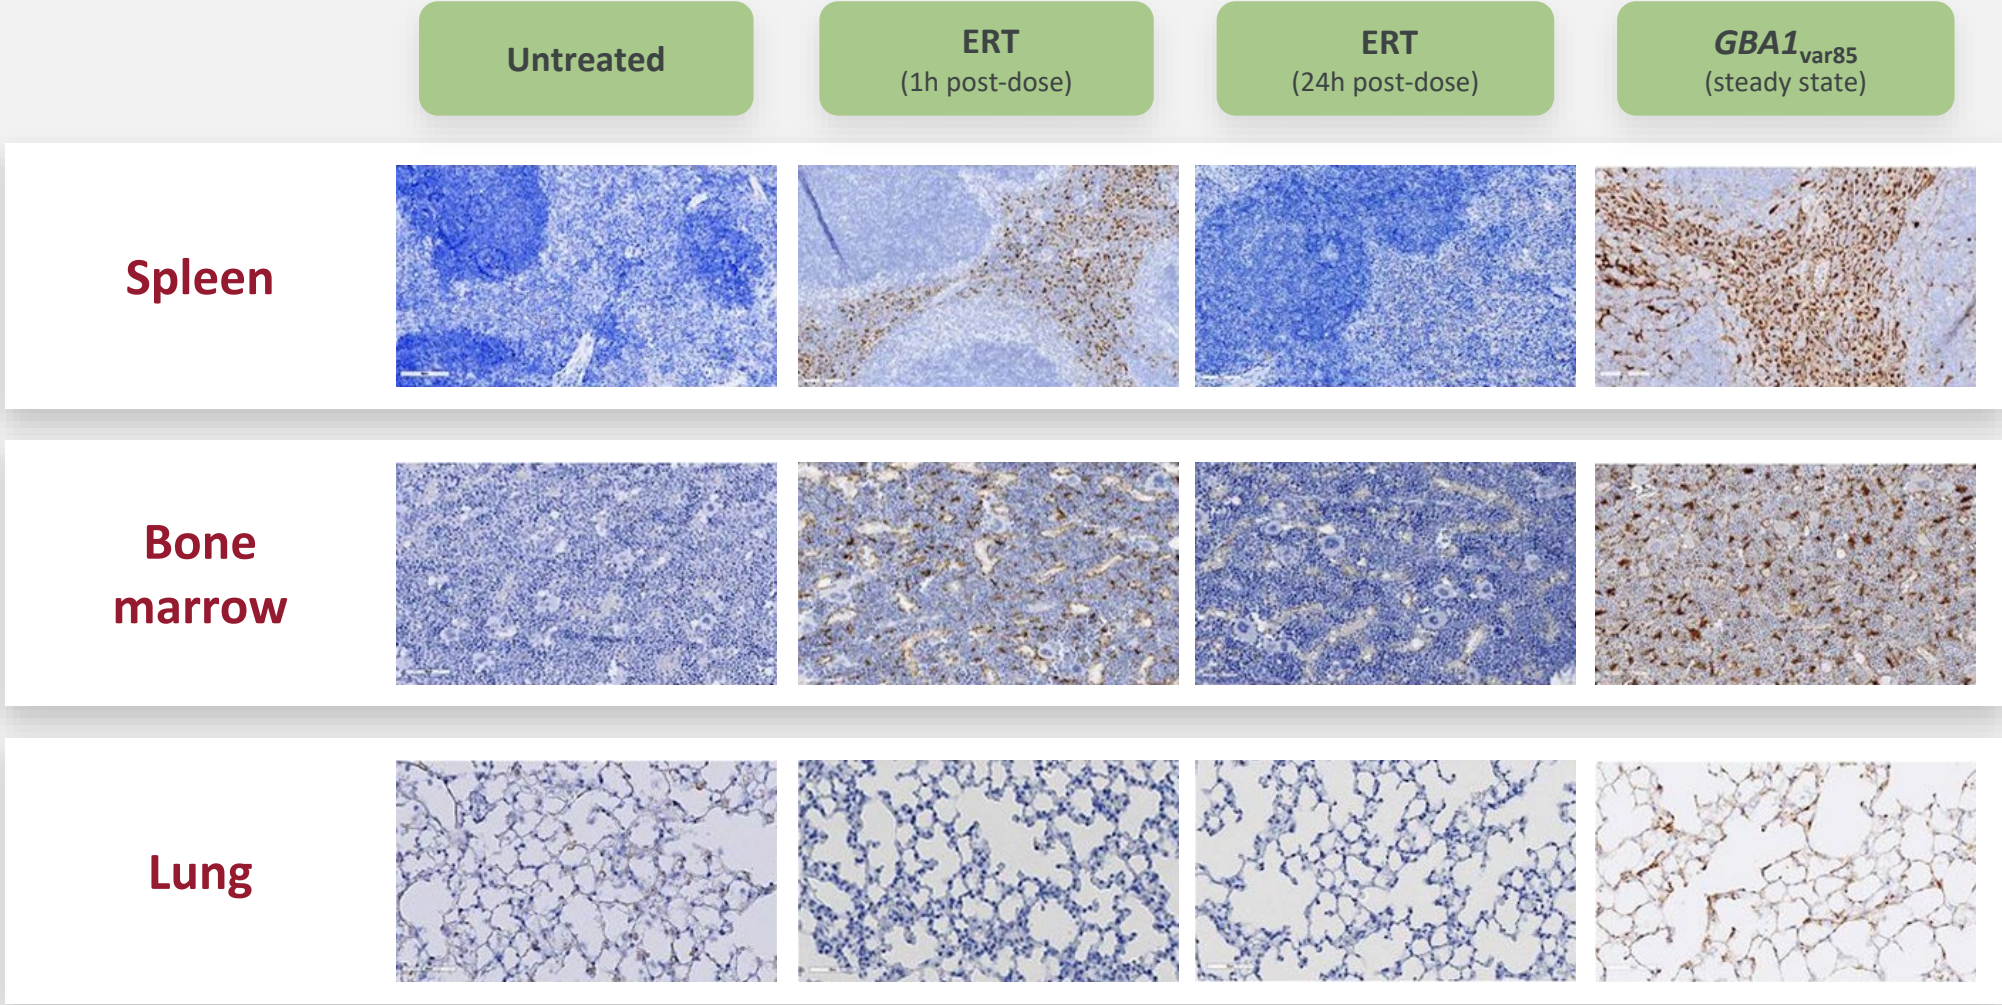 Untreated
ERT
(1h post-dose)
ERT
(24h post-dose)
GBA1var85
(steady state)
Spleen
Bone
marrow
Lung